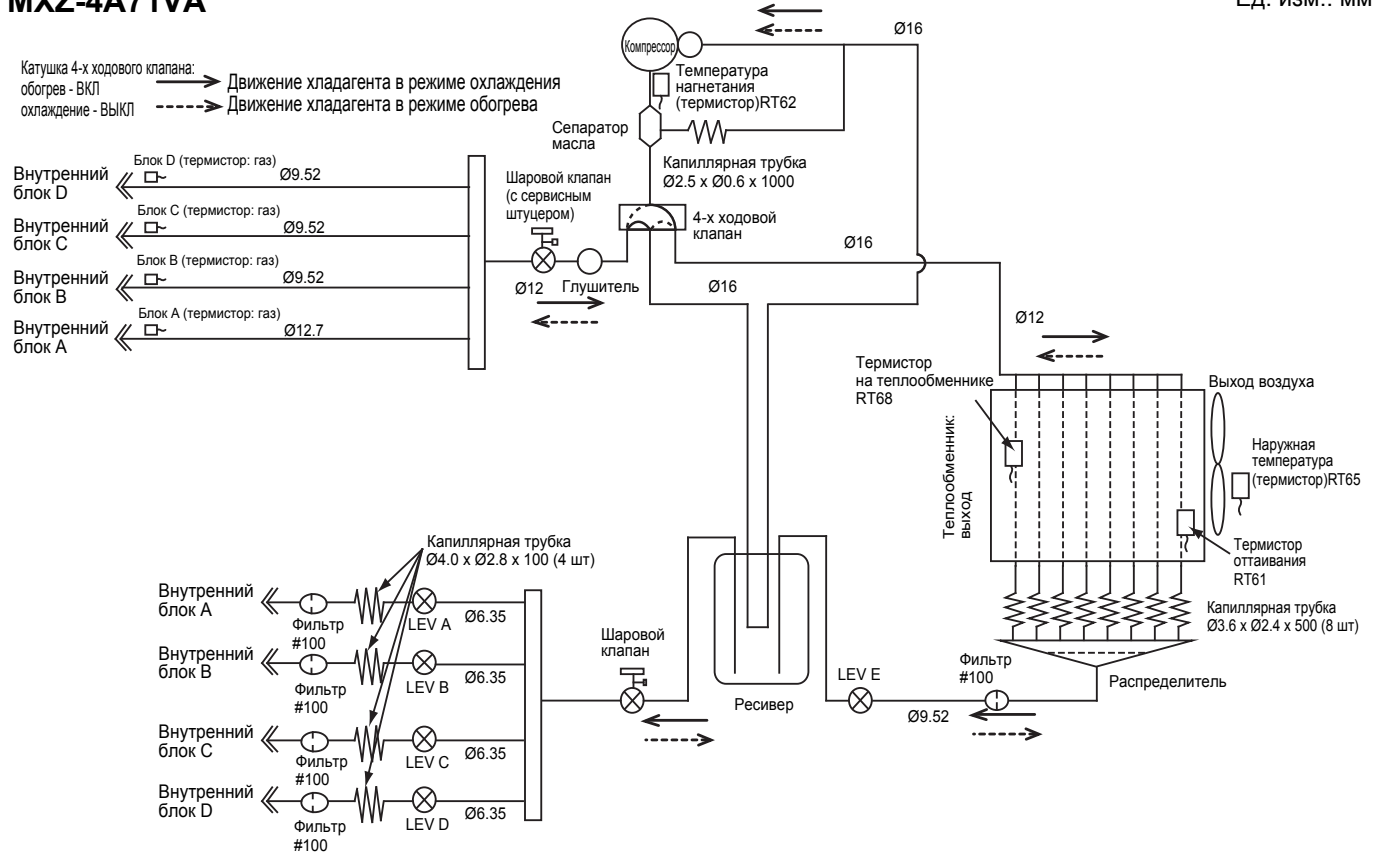 MXZ-4A71VA
Ед. изм.: мм
Катушка 4-х ходового клапана:
обогрев - ВКЛ
охлаждение - ВЫКЛ
Движение хладагента в режиме охлаждения
Движение хладагента в режиме обогрева
Компрессор
Ø16
Температура
нагнетания
(термистор)RT62
Сепаратор
масла
Капиллярная трубка
Ø2.5 x Ø0.6 x 1000
4-х ходовой
клапан
Шаровой клапан
(с сервисным
штуцером)
Ø12
Глушитель
Ø16
Ø16
Внутренний
блок D
Блок D (термистор: газ)
Ø9.52
Внутренний
блок C
Блок C (термистор: газ)
Ø9.52
Внутренний
блок B
Блок B (термистор: газ)
Ø9.52
Внутренний
блок A
Блок A (термистор: газ)
Ø12.7
Ø12
Термистор
на теплообменнике
RT68
Выход воздуха
Теплообменник:
выход
Наружная
температура
(термистор)RT65
Термистор
оттаивания
RT61
Капиллярная трубка
Ø3.6 x Ø2.4 x 500 (8 шт)
Распределитель
Фильтр
#100
Ø9.52
LEV E
Ресивер
Шаровой
клапан
Капиллярная трубка
Ø4.0 x Ø2.8 x 100 (4 шт)
Внутренний
блок A
Фильтр
#100
LEV A
Ø6.35
Внутренний
блок B
Фильтр
#100
LEV B
Ø6.35
Внутренний
блок C
Фильтр
#100
LEV C
Ø6.35
Внутренний
блок D
Фильтр
#100
LEV D
Ø6.35